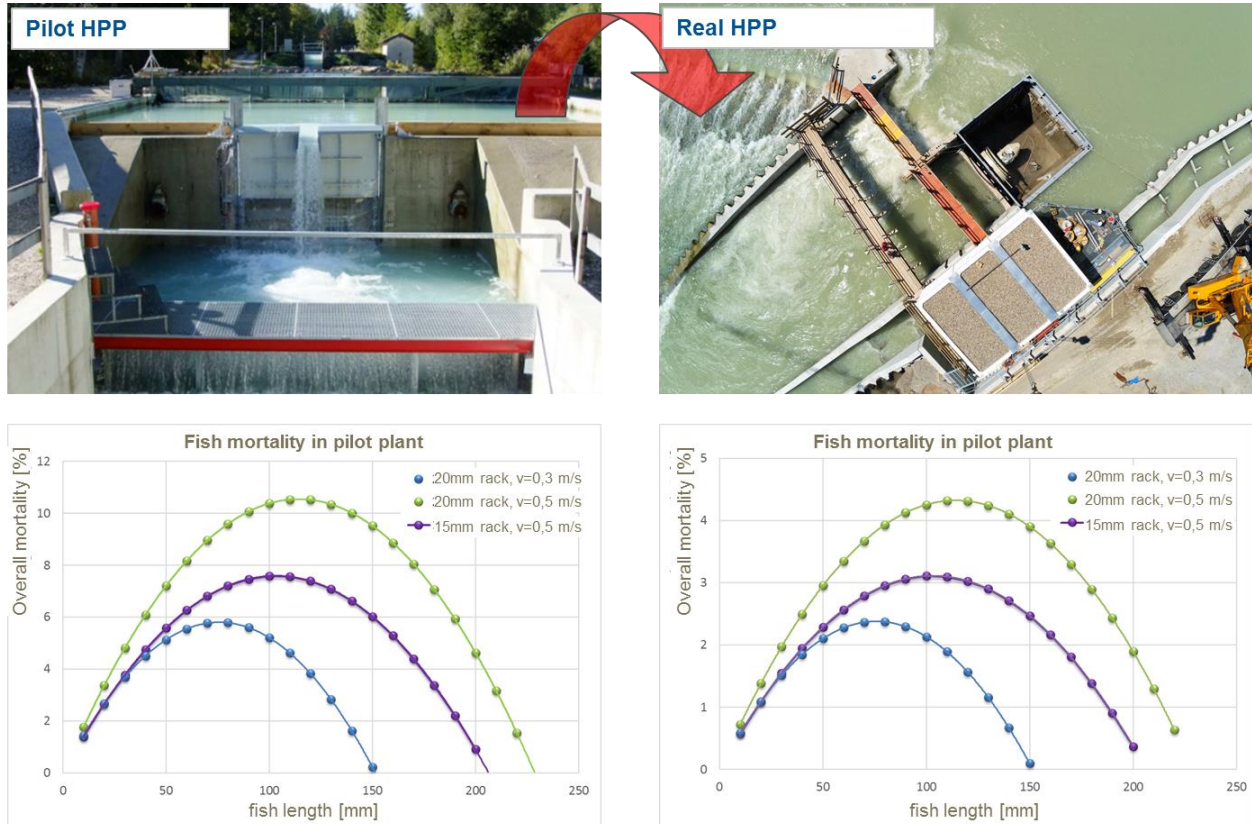 Pilot HPP
Real HPP
Fish mortality in pilot plant
Overall mortality [%]
12
10
8
6
4
2
0
20mm rack, v=0,3 m/s
20mm rack, v=0,5 m/s
15mm rack, v=0,5 m/s
0
50
100
150
200
250
fish length [mm]
Fish mortality in pilot plant
Overall mortality [%]
5
4
3
2
1
0
20mm rack, v=0,3 m/s
20mm rack, v=0,5 m/s
15mm rack, v=0,5 m/s
0
50
100
150
200
250
fish length [mm]